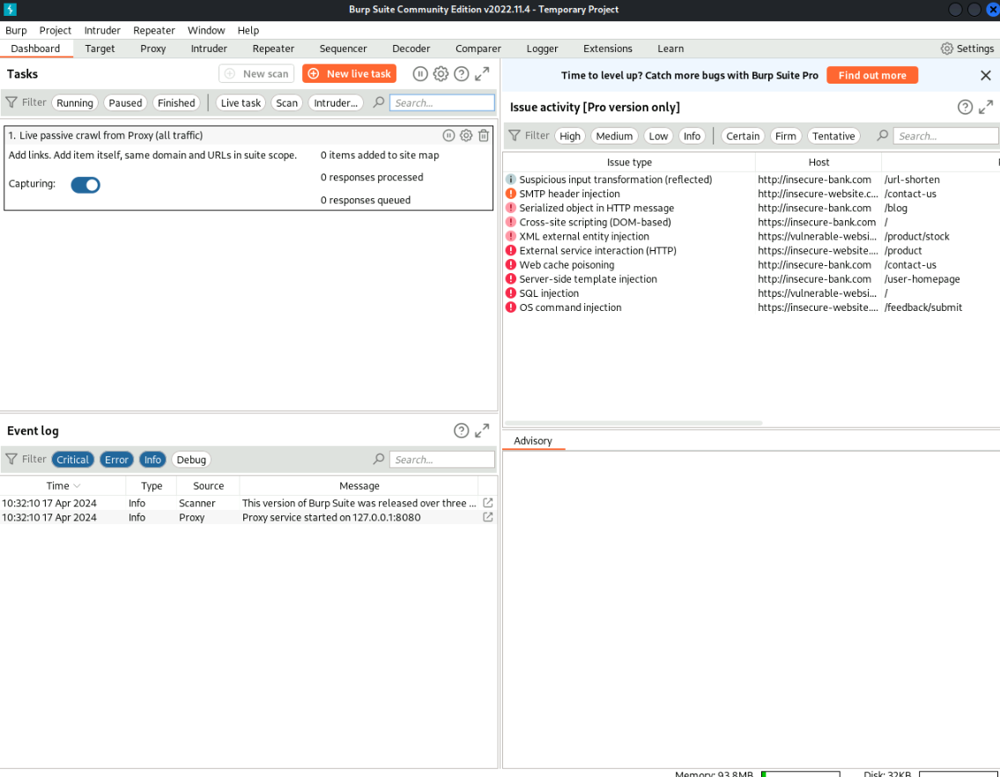 Burp Suite Community Edition v2022.11.4 - Temporary Project
Burp Project Intruder Repeater Window Help
Dashboard Target Proxy Intruder Repeater Sequencer Decoder Comparer Logger Extensions Learn Settings
Tasks New scan New live task
Filter Running Paused Finished Live task Scan Intruder... Search...
1. Live passive crawl from Proxy (all traffic)
Add links. Add item itself, same domain and URLs in suite scope. 0 items added to site map
0 responses processed
Capturing:
0 responses queued
Event log
Filter Critical Error Info Debug Search...
Time Type Source Message
10:32:10 17 Apr 2024 Info Scanner This version of Burp Suite was released over three ...
10:32:10 17 Apr 2024 Info Proxy Proxy service started on 127.0.0.1:8080
Time to level up? Catch more bugs with Burp Suite Pro Find out more
Issue activity [Pro version only]
Filter High Medium Low Info Certain Firm Tentative Search...
Issue type Host
Suspicious input transformation (reflected) http://insecure-bank.com /url-shorten
SMTP header injection http://insecure-website.c... /contact-us
Serialized object in HTTP message http://insecure-bank.com /blog
Cross-site scripting (DOM-based) http://insecure-bank.com /
XML external entity injection https://vulnerable-websi... /product/stock
External service interaction (HTTP) https://insecure-website.... /product
Web cache poisoning http://insecure-bank.com /contact-us
Server-side template injection http://insecure-bank.com /user-homepage
SQL injection https://vulnerable-websi... /
OS command injection https://insecure-website.... /feedback/submit
Advisory
Memory: 93.8MB Disk: 32KB